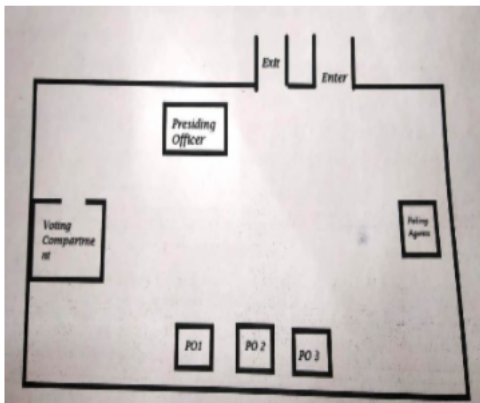 Exit
Enter
Presiding
Officer
Voting
Compartme
nt
Poling
Agents
PO1
PO 2
PO 3